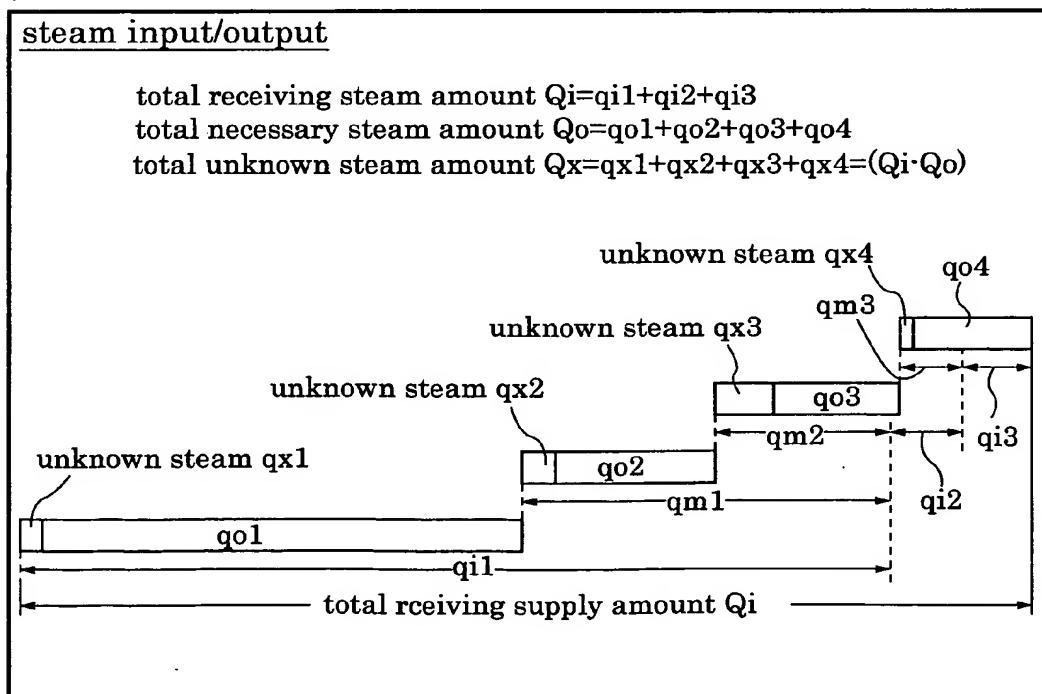 steam input/output
total receiving steam amount Qi=qi1+qi2+qi3
total necessary steam amount Qo=qo1+qo2+qo3+qo4
total unknown steam amount Qx=qx1+qx2+qx3+qx4=(Qi·Qo)
unknown steam qx4
qo4
qm3
unknown steam qx3
unknown steam qx2
qo3
qm2
qi3
unknown steam qx1
qo2
qm1
qi2
qo1
qi1
total rceiving supply amount Qi